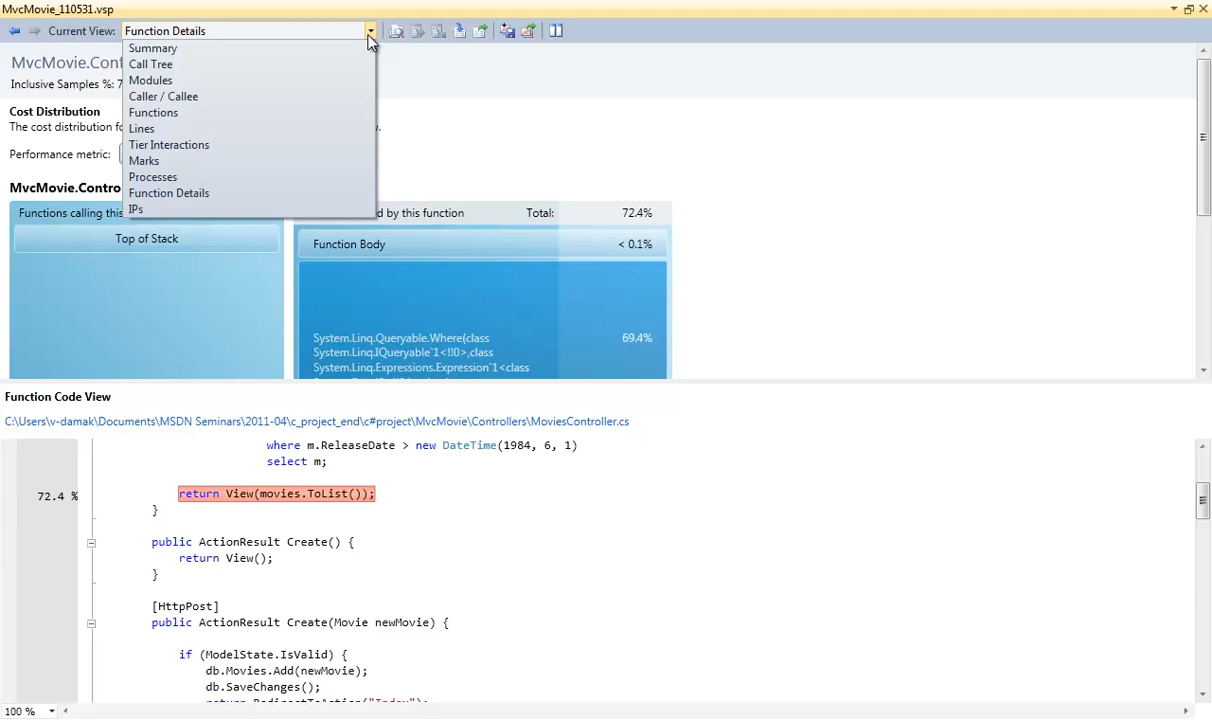 MvcMovie_110531.vsp
Current View: Function Details
Summary
Call Tree
Modules
Caller / Callee
Functions
Lines
Tier Interactions
Marks
Processes
Function Details
IPs
MvcMovie.Cont
Inclusive Samples %: 7
Cost Distribution
The cost distribution fo
Performance metric:
MvcMovie.Contro
Functions calling this
d by this function Total: 72.4%
Top of Stack
Function Body < 0.1%
System.Linq.Queryable.Where(class 69.4%
System.Linq.IQueryable`1<!!0>,class
System.Linq.Expressions.Expression`1<class
Function Code View
C:\Users\v-damak\Documents\MSDN Seminars\2011-04\c_project_end\c#project\MvcMovie\Controllers\MoviesController.cs
where m.ReleaseDate > new DateTime(1984, 6, 1)
select m;
72.4 % return View(movies.ToList());
}
public ActionResult Create() {
return View();
}
[HttpPost]
public ActionResult Create(Movie newMovie) {
if (ModelState.IsValid) {
db.Movies.Add(newMovie);
db.SaveChanges();
return RedirectToAction("Index");
100 %